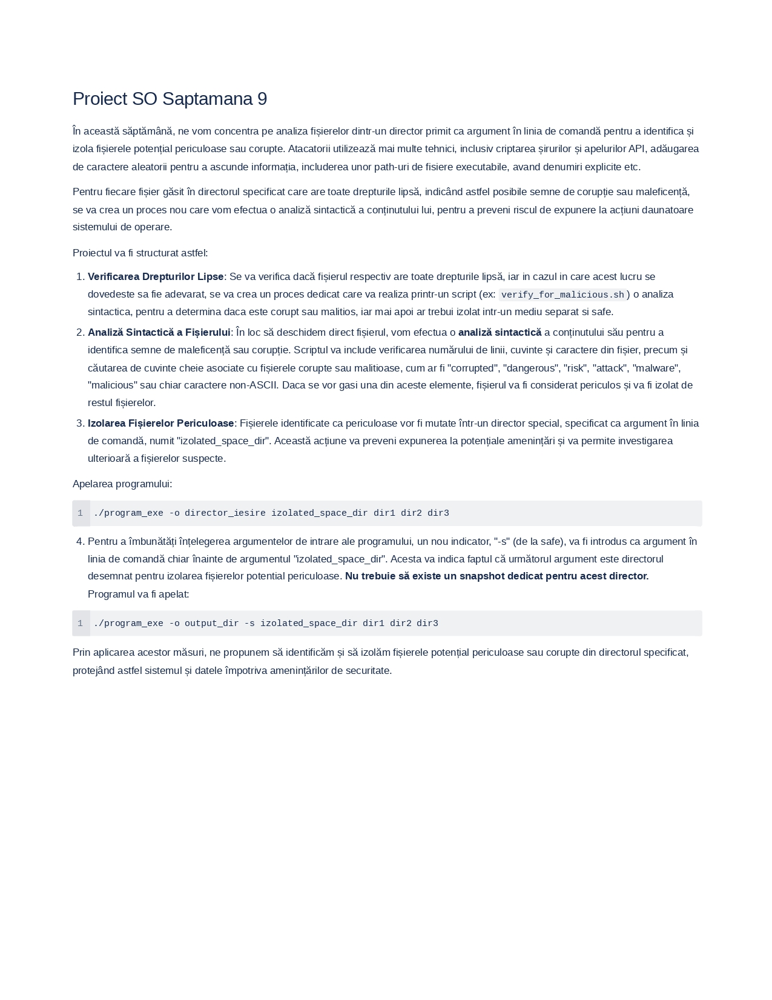 Proiect SO Saptamana 9
În această săptămână, ne vom concentra pe analiza fișierelor dintr-un director primit ca argument în linia de comandă pentru a identifica și
izola fișierele potențial periculoase sau corupte. Atacatorii utilizează mai multe tehnici, inclusiv criptarea șirurilor și apelurilor API, adăugarea
de caractere aleatorii pentru a ascunde informația, includerea unor path-uri de fisiere executabile, avand denumiri explicite etc.
Pentru fiecare fișier găsit în directorul specificat care are toate drepturile lipsă, indicând astfel posibile semne de corupție sau maleficență,
se va crea un proces nou care vom efectua o analiză sintactică a conținutului lui, pentru a preveni riscul de expunere la acțiuni daunatoare
sistemului de operare.
Proiectul va fi structurat astfel:
1. Verificarea Drepturilor Lipse: Se va verifica dacă fișierul respectiv are toate drepturile lipsă, iar in cazul in care acest lucru se
dovedeste sa fie adevarat, se va crea un proces dedicat care va realiza printr-un script (ex: verify_for_malicious.sh) o analiza
sintactica, pentru a determina daca este corupt sau malitios, iar mai apoi ar trebui izolat intr-un mediu separat si safe.
2. Analiză Sintactică a Fișierului: În loc să deschidem direct fișierul, vom efectua o analiză sintactică a conținutului său pentru a
identifica semne de maleficență sau corupție. Scriptul va include verificarea numărului de linii, cuvinte și caractere din fișier, precum și
căutarea de cuvinte cheie asociate cu fișierele corupte sau malitioase, cum ar fi "corrupted", "dangerous", "risk", "attack", "malware",
"malicious" sau chiar caractere non-ASCII. Daca se vor gasi una din aceste elemente, fișierul va fi considerat periculos și va fi izolat de
restul fișierelor.
3. Izolarea Fișierelor Periculoase: Fișierele identificate ca periculoase vor fi mutate într-un director special, specificat ca argument în linia
de comandă, numit "izolated_space_dir". Această acțiune va preveni expunerea la potențiale amenințări și va permite investigarea
ulterioară a fișierelor suspecte.
Apelarea programului:
1 ./program_exe -o director_iesire izolated_space_dir dir1 dir2 dir3
4. Pentru a îmbunătăți înțelegerea argumentelor de intrare ale programului, un nou indicator, "-s" (de la safe), va fi introdus ca argument în
linia de comandă chiar înainte de argumentul "izolated_space_dir". Acesta va indica faptul că următorul argument este directorul
desemnat pentru izolarea fișierelor potential periculoase. Nu trebuie să existe un snapshot dedicat pentru acest director.
Programul va fi apelat:
1 ./program_exe -o output_dir -s izolated_space_dir dir1 dir2 dir3
Prin aplicarea acestor măsuri, ne propunem să identificăm și să izolăm fișierele potențial periculoase sau corupte din directorul specificat,
protejând astfel sistemul și datele împotriva amenințărilor de securitate.